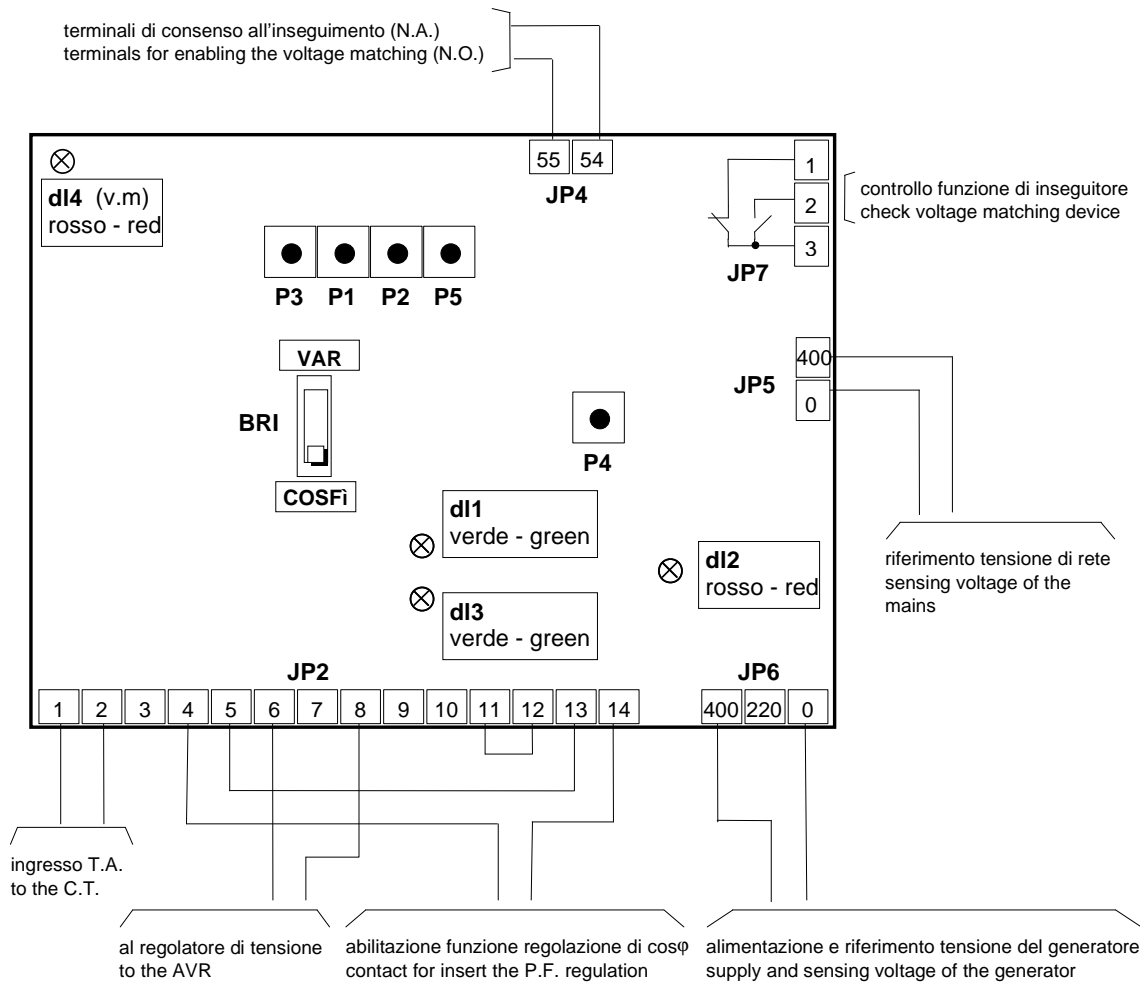 terminali di consenso all'inseguimento (N.A.)
terminals for enabling the voltage matching (N.O.)
55 54
JP4
1
2
3
JP7
controllo funzione di inseguitore
check voltage matching device
dl4 (v.m)
rosso - red
P3 P1 P2 P5
VAR
BRI
COSFì
400
0
JP5
P4
riferimento tensione di rete
sensing voltage of the
mains
dl1
verde - green
dl2
rosso - red
dl3
verde - green
JP2
JP6
1 2 3 4 5 6 7 8 9 10 11 12 13 14
400 220 0
ingresso T.A.
to the C.T.
al regolatore di tensione
to the AVR
abilitazione funzione regolazione di cosφ
contact for insert the P.F. regulation
alimentazione e riferimento tensione del generatore
supply and sensing voltage of the generator